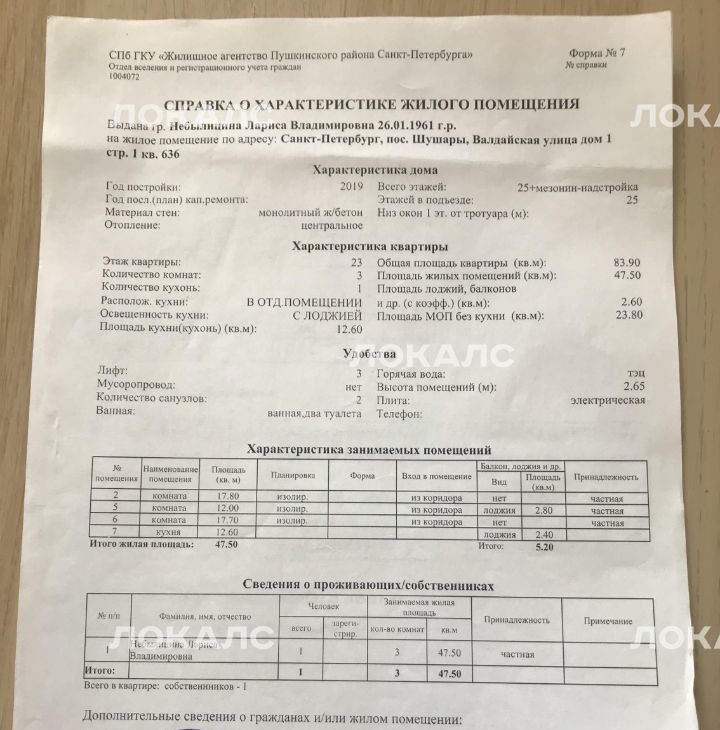 СПб ГКУ «Жилищное агентство Пушкинского района Санкт-Петербурга» Форма № 7
Отдел вселения и регистрационного учета граждан № справки
1004072
ЛОКАЛС ЛОКАЛС
СПРАВКА О ХАРАКТЕРИСТИКЕ ЖИЛОГО ПОМЕЩЕНИЯ
Выдана гр. Небылицина Лариса Владимировна 26.01.1961 г.р.
на жилое помещение по адресу: Санкт-Петербург, пос. Шушары, Валдайская улица дом 1
стр. 1 кв. 636
Характеристика дома
Год постройки: 2019 Всего этажей: 25+мезонин-надстройка
Год посл.(план) кап.ремонта: Этажей в подъезде: 25
Материал стен: монолитный ж/бетон Низ окон 1 эт. от тротуара (м):
Отопление: центральное
Характеристика квартиры
Этаж квартиры: 23 Общая площадь квартиры (кв.м): 83.90
Количество комнат: 3 Площадь жилых помещений (кв.м): 47.50
Количество кухонь: 1 Площадь лоджий, балконов
Располож. кухни: В ОТД.ПОМЕЩЕНИИ и др. (с коэфф.) (кв.м): 2.60
Освещенность кухни: С ЛОДЖИЕЙ Площадь МОП без кухни (кв.м): 23.80
Площадь кухни(кухонь) (кв.м): 12.60
Удобства
ЛОКАЛС
Лифт: 3 Горячая вода: тэц
Мусоропровод: нет Высота помещений (м): 2.65
Количество санузлов: 2 Плита: электрическая
Ванная: ванная,два туалета Телефон:
Характеристика занимаемых помещений
№ помещения Наименование помещения Площадь (кв. м) Планировка Форма Вход в помещение Балкон, лоджия и др. Вид Площадь (кв.м) Принадлежность
2 комната 17.80 изолир. из коридора нет частная
5 комната 12.00 изолир. из коридора лоджия 2.80 частная
6 комната 17.70 изолир. из коридора нет частная
7 кухня 12.60 лоджия 2.40
Итого жилая площадь: 47.50 Итого: 5.20
Сведения о проживающих/собственниках
№ п/п Фамилия, имя, отчество Человек всего зареги-стрир. Занимаемая жилая площадь кол-во комнат кв.м Принадлежность Примечание
ЛОКАЛС ЛОКАЛС
1 Небылицина Лариса Владимировна 1 3 47.50 частная
Итого: 1 3 47.50
Всего в квартире: собственников - 1
Дополнительные сведения о гражданах и/или жилом помещении: